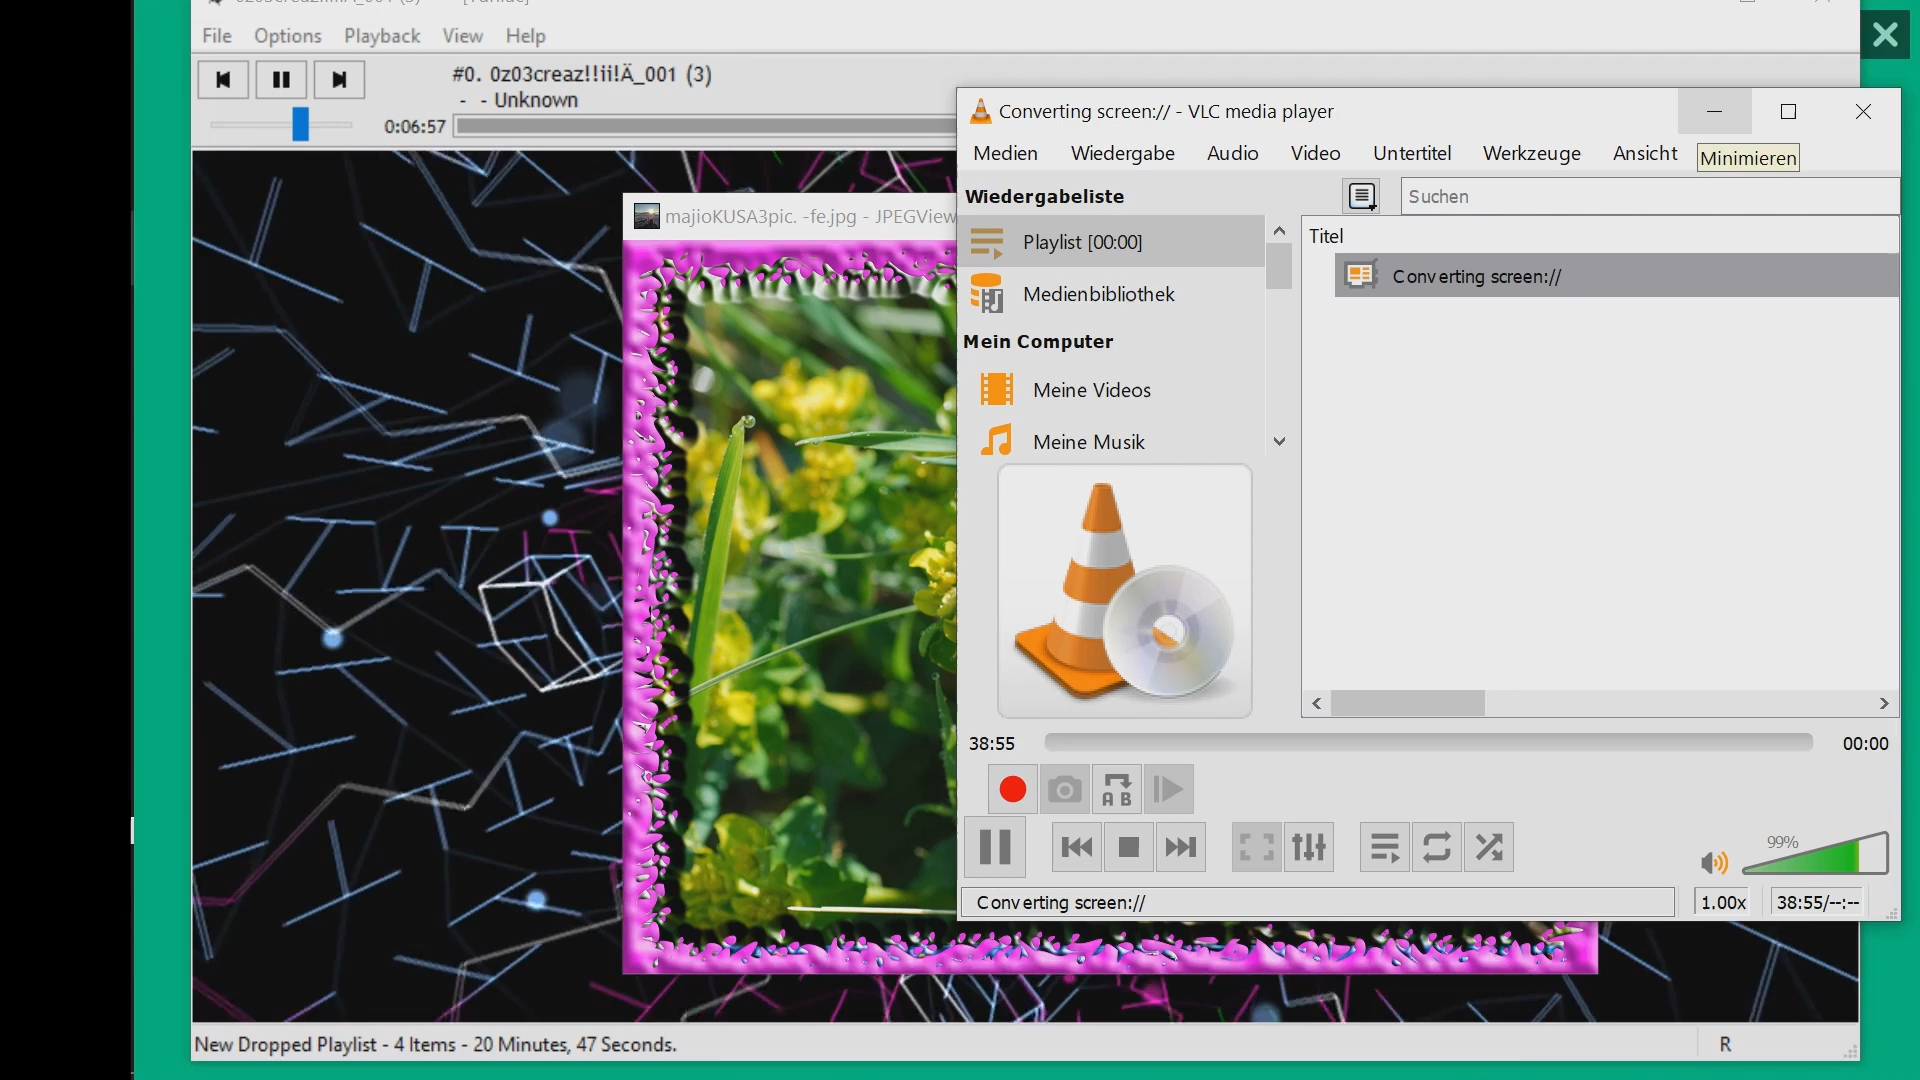 File Options Playback View Help
#0. 0z03creaz!!ii!Ä_001 (3)
- - Unknown
0:06:57
majioKUSA3pic. -fe.jpg - JPEGView
Converting screen:// - VLC media player
Medien Wiedergabe Audio Video Untertitel Werkzeuge Ansicht
Minimieren
Wiedergabeliste
Suchen
Playlist [00:00]
Medienbibliothek
Mein Computer
Meine Videos
Meine Musik
Titel
Converting screen://
38:55
00:00
A B
99%
Converting screen://
1.00x
38:55/--:--
New Dropped Playlist - 4 Items - 20 Minutes, 47 Seconds.
R